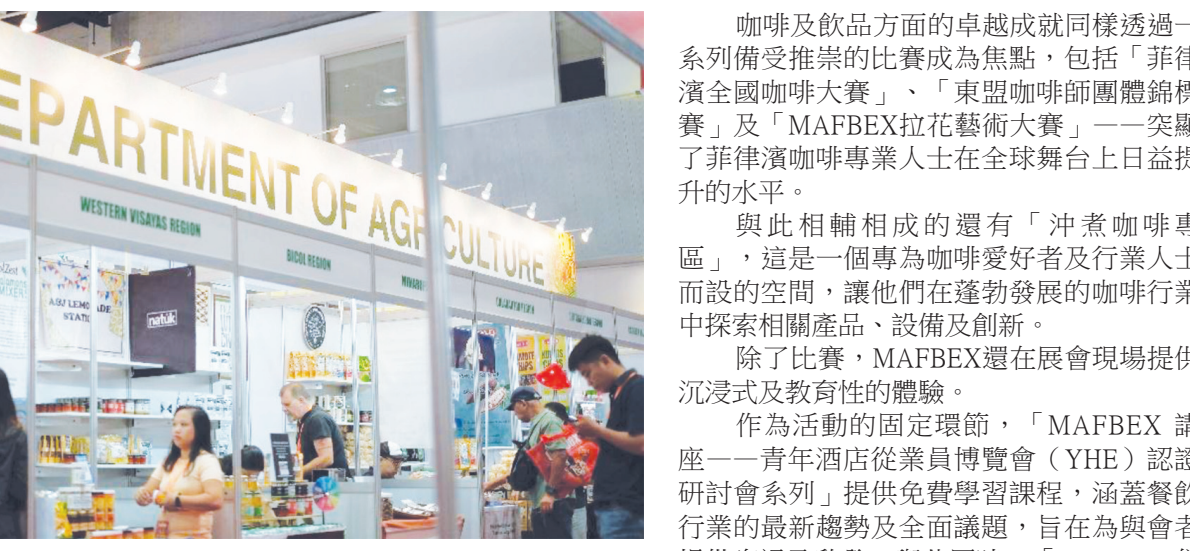 EPARTMENT OF AGRICULTURE
WESTERN VISAYAS REGION
BICOL REGION
natuk
咖啡及飲品方面的卓越成就同樣透過一
系列備受推崇的比賽成為焦點，包括「菲律
濱全國咖啡大賽」、「東盟咖啡師團體錦標
賽」及「MAFBEX拉花藝術大賽」——突顯
了菲律濱咖啡專業人士在全球舞台上日益提
升的水平。
與此相輔相成的還有「沖煮咖啡專
區」，這是一個專為咖啡愛好者及行業人士
而設的空間，讓他們在蓬勃發展的咖啡行業
中探索相關產品、設備及創新。
除了比賽，MAFBEX還在展會現場提供
沉浸式及教育性的體驗。
作為活動的固定環節，「MAFBEX 講
座——青年酒店從業員博覽會（YHE）認證
研討會系列」提供免費學習課程，涵蓋餐飲
行業的最新趨勢及全面議題，旨在為與會者